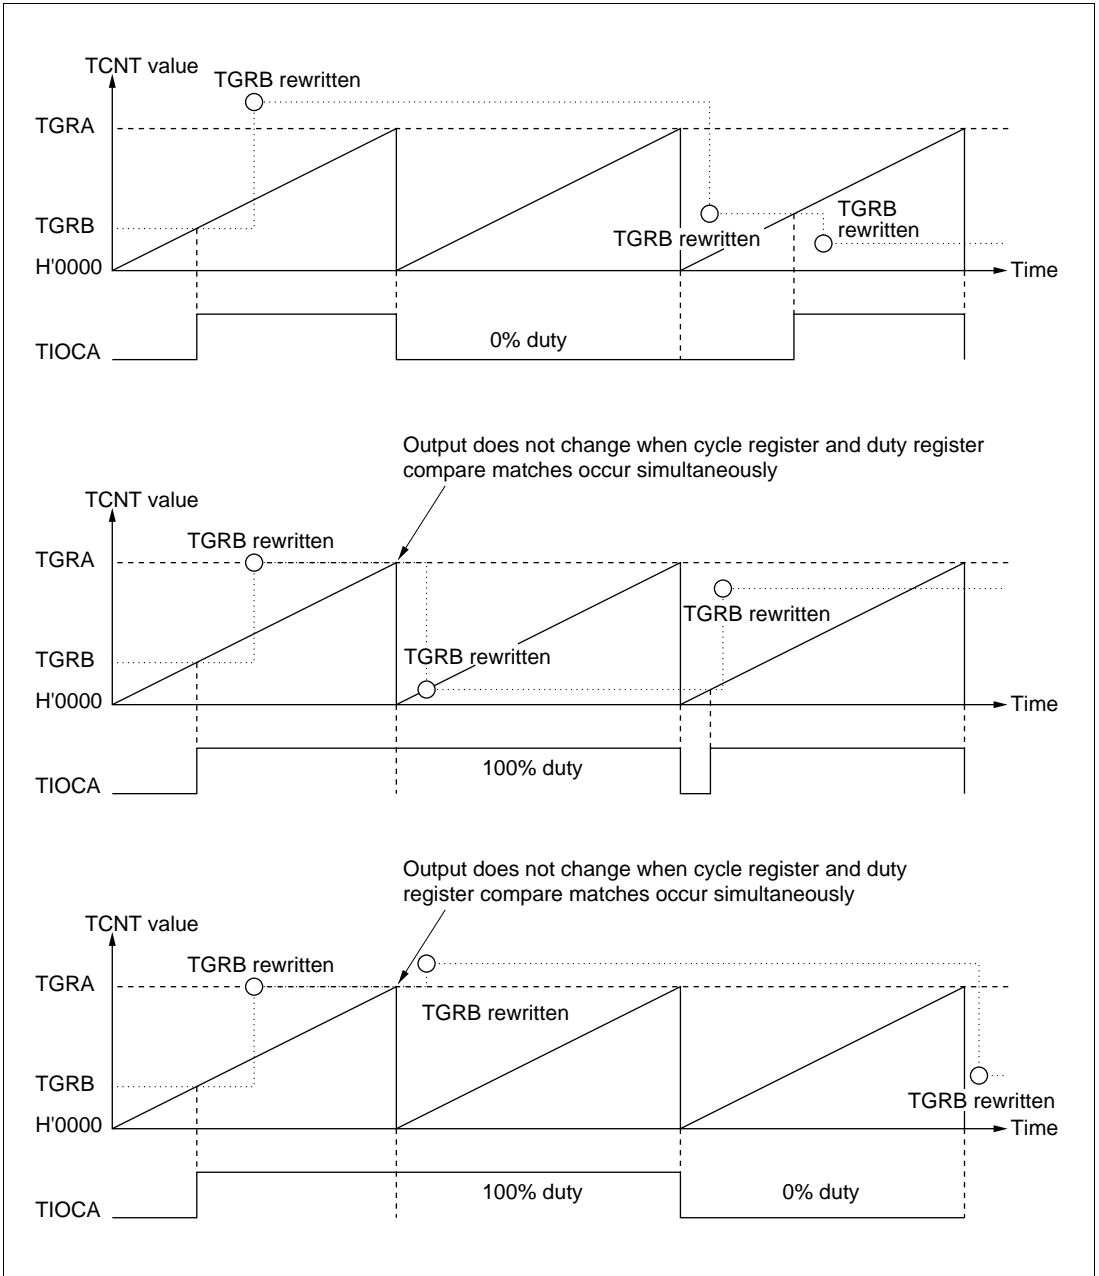 TCNT value
TGRB rewritten
TGRA
TGRB
TGRB
rewritten
TGRB rewritten
H'0000
Time
0% duty
TIOCA
Output does not change when cycle register and duty register
compare matches occur simultaneously
TCNT value
TGRB rewritten
TGRA
TGRB rewritten
TGRB
TGRB rewritten
H'0000
Time
100% duty
TIOCA
Output does not change when cycle register and duty
register compare matches occur simultaneously
TCNT value
TGRB rewritten
TGRA
TGRB rewritten
TGRB
TGRB rewritten
H'0000
Time
100% duty
0% duty
TIOCA